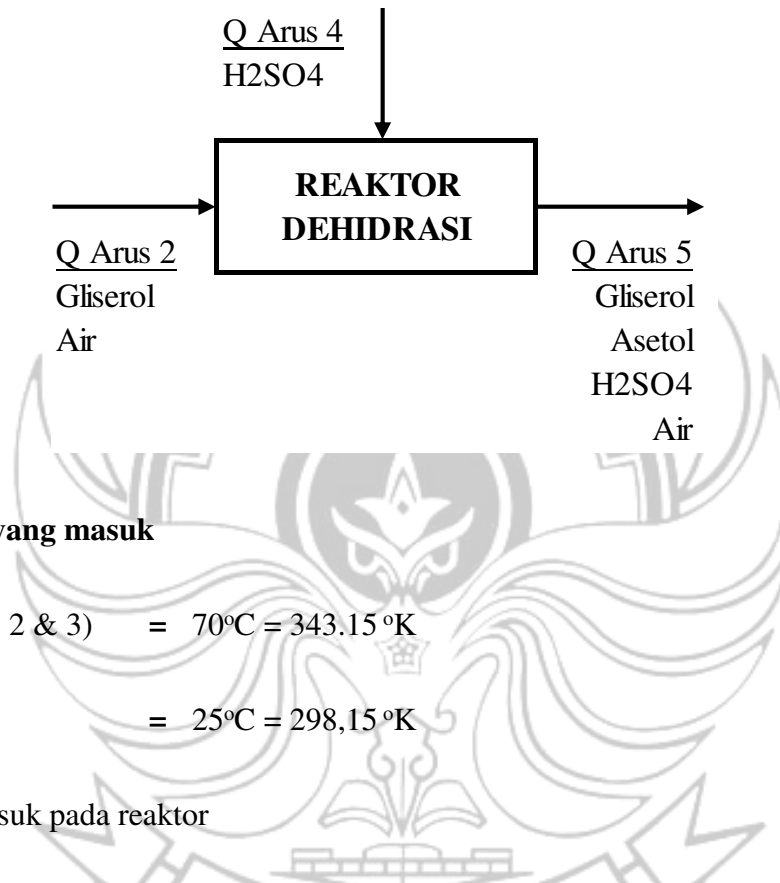 Q Arus 4
H2SO4
REAKTOR
DEHIDRASI
Q Arus 2
Gliserol
Air
Q Arus 5
Gliserol
Asetol
H2SO4
Air
yang masuk
2 & 3) = 70°C = 343.15 °K
= 25°C = 298,15 °K
suk pada reaktor